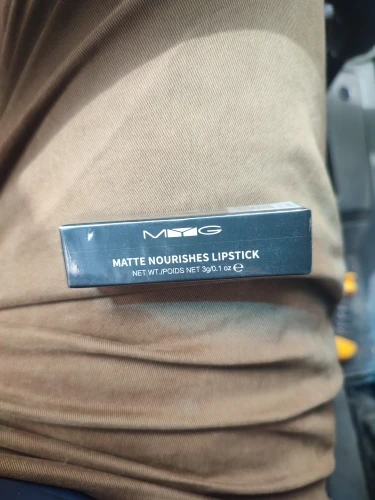 MYG
MATTE NOURISHES LIPSTICK
NET WT./POIDS NET 3g/0.1 oz ℮